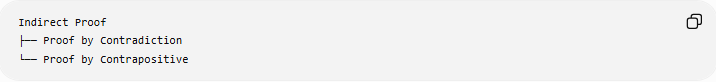 Indirect Proof
├── Proof by Contradiction
└── Proof by Contrapositive